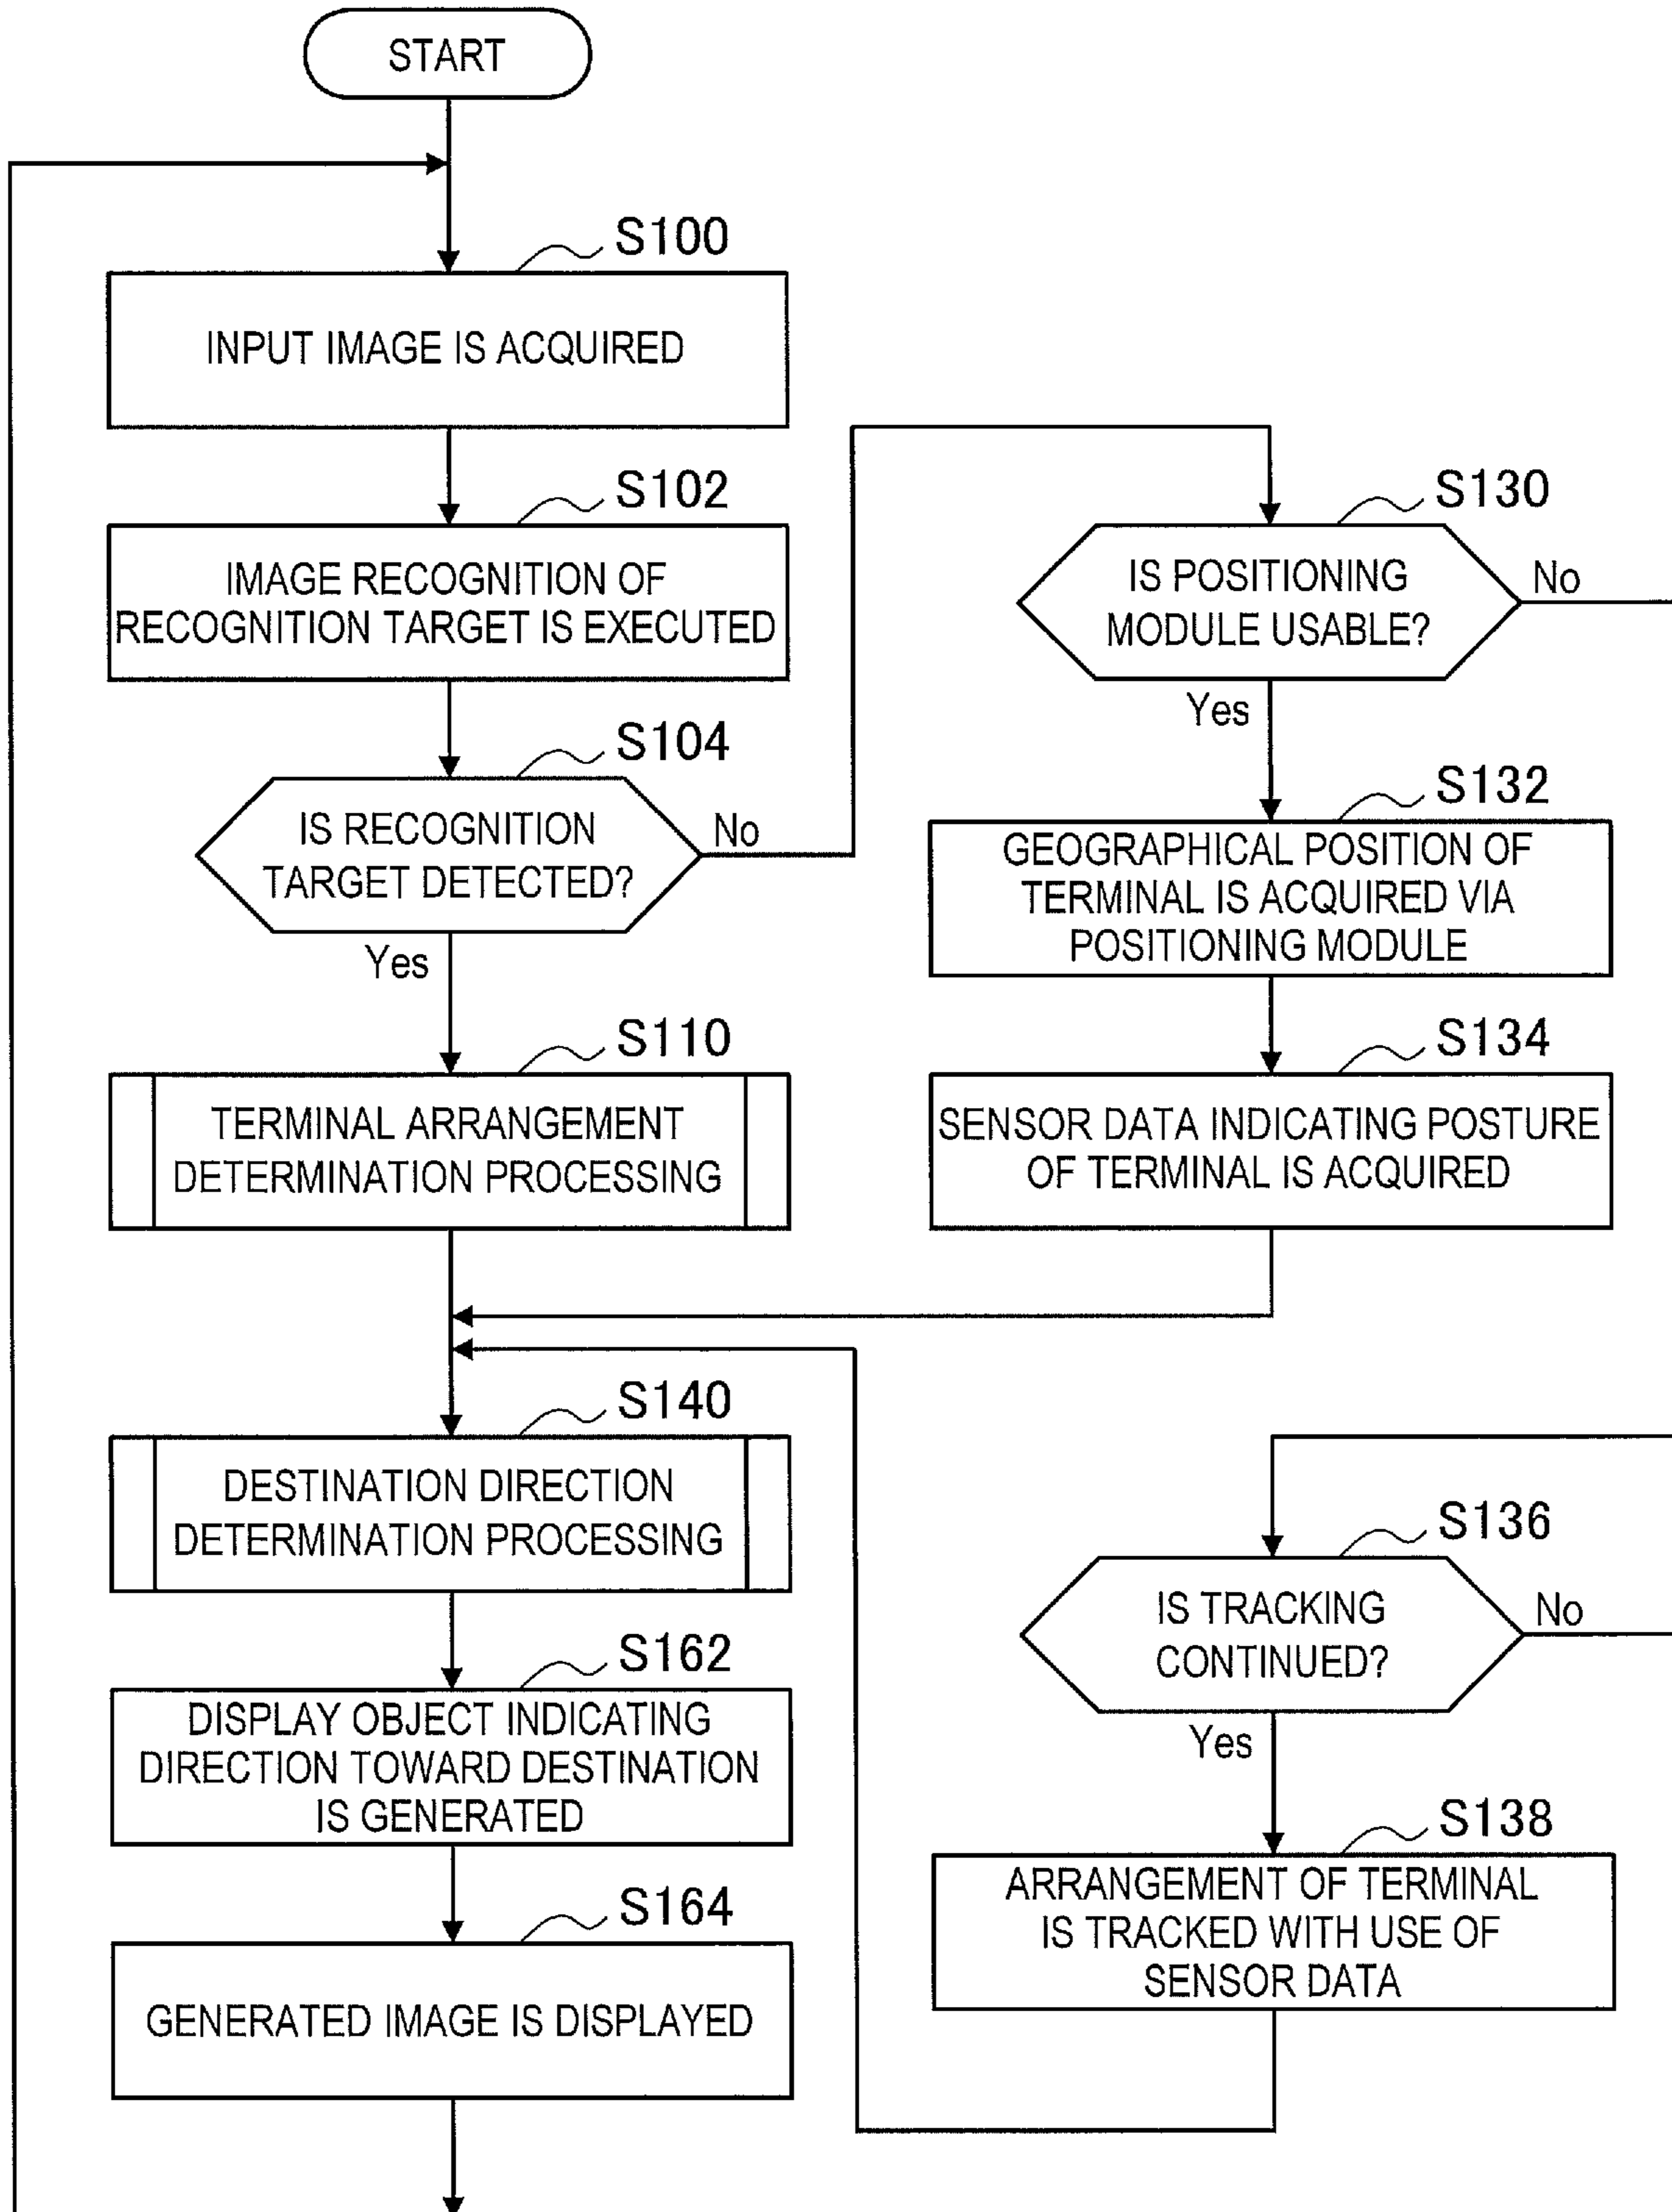 START
S100
INPUT IMAGE IS ACQUIRED
S102
IMAGE RECOGNITION OF
RECOGNITION TARGET IS EXECUTED
S104
IS RECOGNITION
TARGET DETECTED?
No
Yes
S110
TERMINAL ARRANGEMENT
DETERMINATION PROCESSING
S130
IS POSITIONING
MODULE USABLE?
No
Yes
S132
GEOGRAPHICAL POSITION OF
TERMINAL IS ACQUIRED VIA
POSITIONING MODULE
S134
SENSOR DATA INDICATING POSTURE
OF TERMINAL IS ACQUIRED
S136
IS TRACKING
CONTINUED?
No
Yes
S138
ARRANGEMENT OF TERMINAL
IS TRACKED WITH USE OF
SENSOR DATA
S140
DESTINATION DIRECTION
DETERMINATION PROCESSING
S162
DISPLAY OBJECT INDICATING
DIRECTION TOWARD DESTINATION
IS GENERATED
S164
GENERATED IMAGE IS DISPLAYED